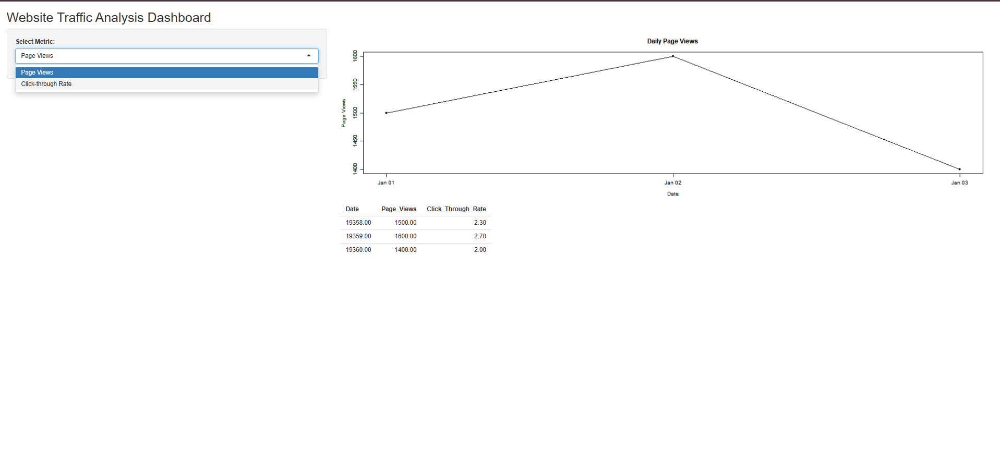 Website Traffic Analysis Dashboard
Select Metric:
Page Views
Page Views
Click-through Rate
Daily Page Views
Page Views
1600
1550
1500
1450
1400
Jan 01 Jan 02 Jan 03
Date
Date Page_Views Click_Through_Rate
19358.00 1500.00 2.30
19359.00 1600.00 2.70
19360.00 1400.00 2.00